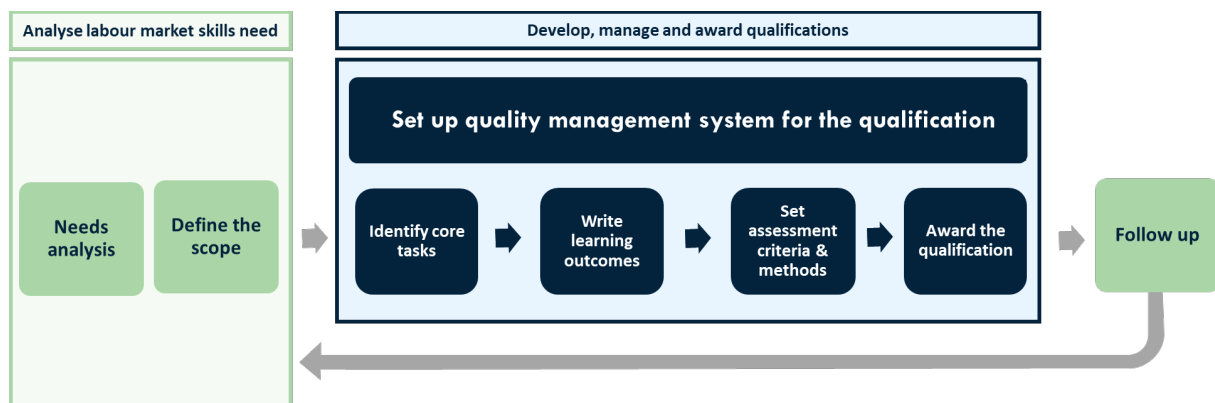 Analyse labour market skills need
Develop, manage and award qualifications
Set up quality management system for the qualification
Needs
analysis
Define the
scope
Identify core
tasks
Write
learning
outcomes
Set
assessment
criteria &
methods
Award the
qualification
Follow up